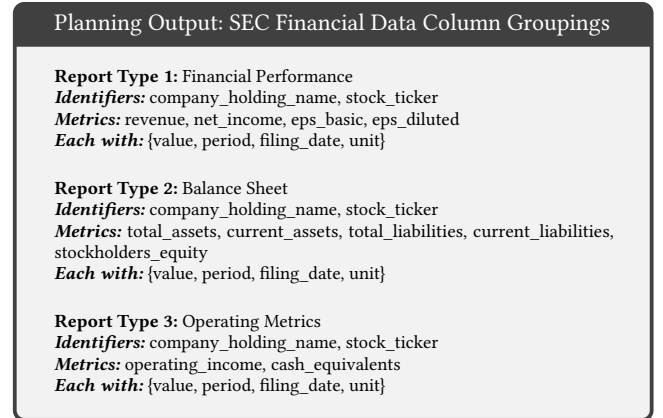 Planning Output: SEC Financial Data Column Groupings
Report Type 1: Financial Performance
Identifiers: company_holding_name, stock_ticker
Metrics: revenue, net_income, eps_basic, eps_diluted
Each with: {value, period, filing_date, unit}
Report Type 2: Balance Sheet
Identifiers: company_holding_name, stock_ticker
Metrics: total_assets, current_assets, total_liabilities, current_liabilities,
stockholders_equity
Each with: {value, period, filing_date, unit}
Report Type 3: Operating Metrics
Identifiers: company_holding_name, stock_ticker
Metrics: operating_income, cash_equivalents
Each with: {value, period, filing_date, unit}